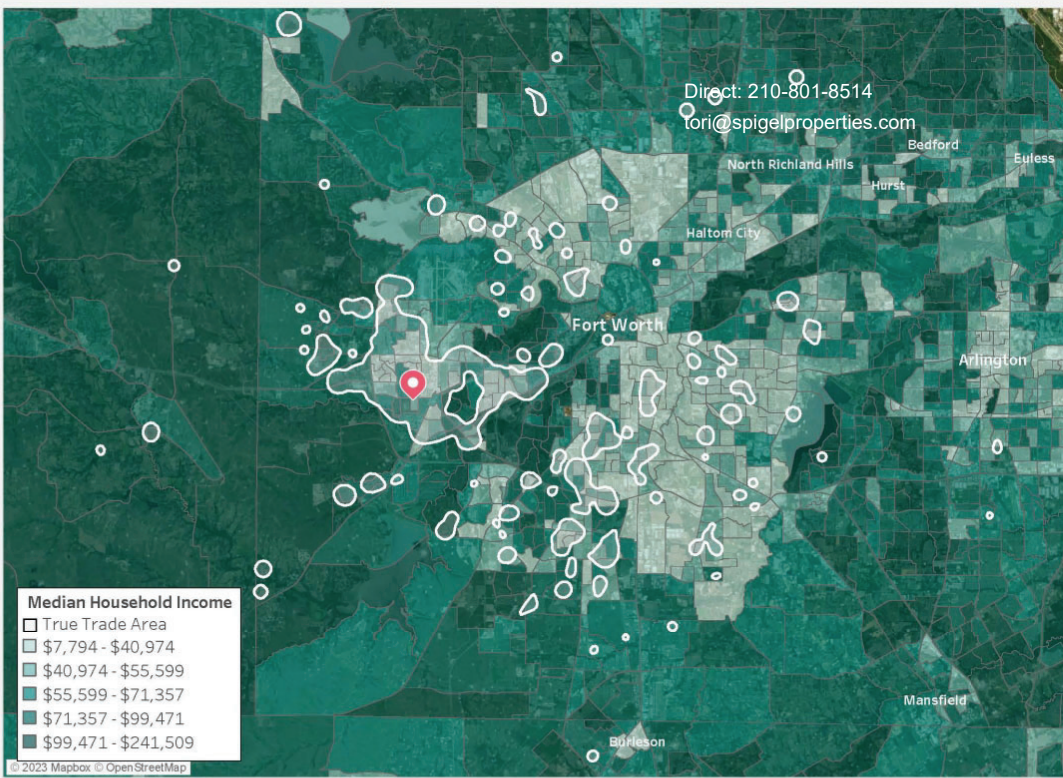 Direct: 210-801-8514
tori@spigelproperties.com
Bedford
North Richland Hills
Euless
Hurst
Haltom City
Fort Worth
Arlington
Mansfield
Burleson
Median Household Income
True Trade Area
$7,794 - $40,974
$40,974 - $55,599
$55,599 - $71,357
$71,357 - $99,471
$99,471 - $241,509
© 2023 Mapbox © OpenStreetMap